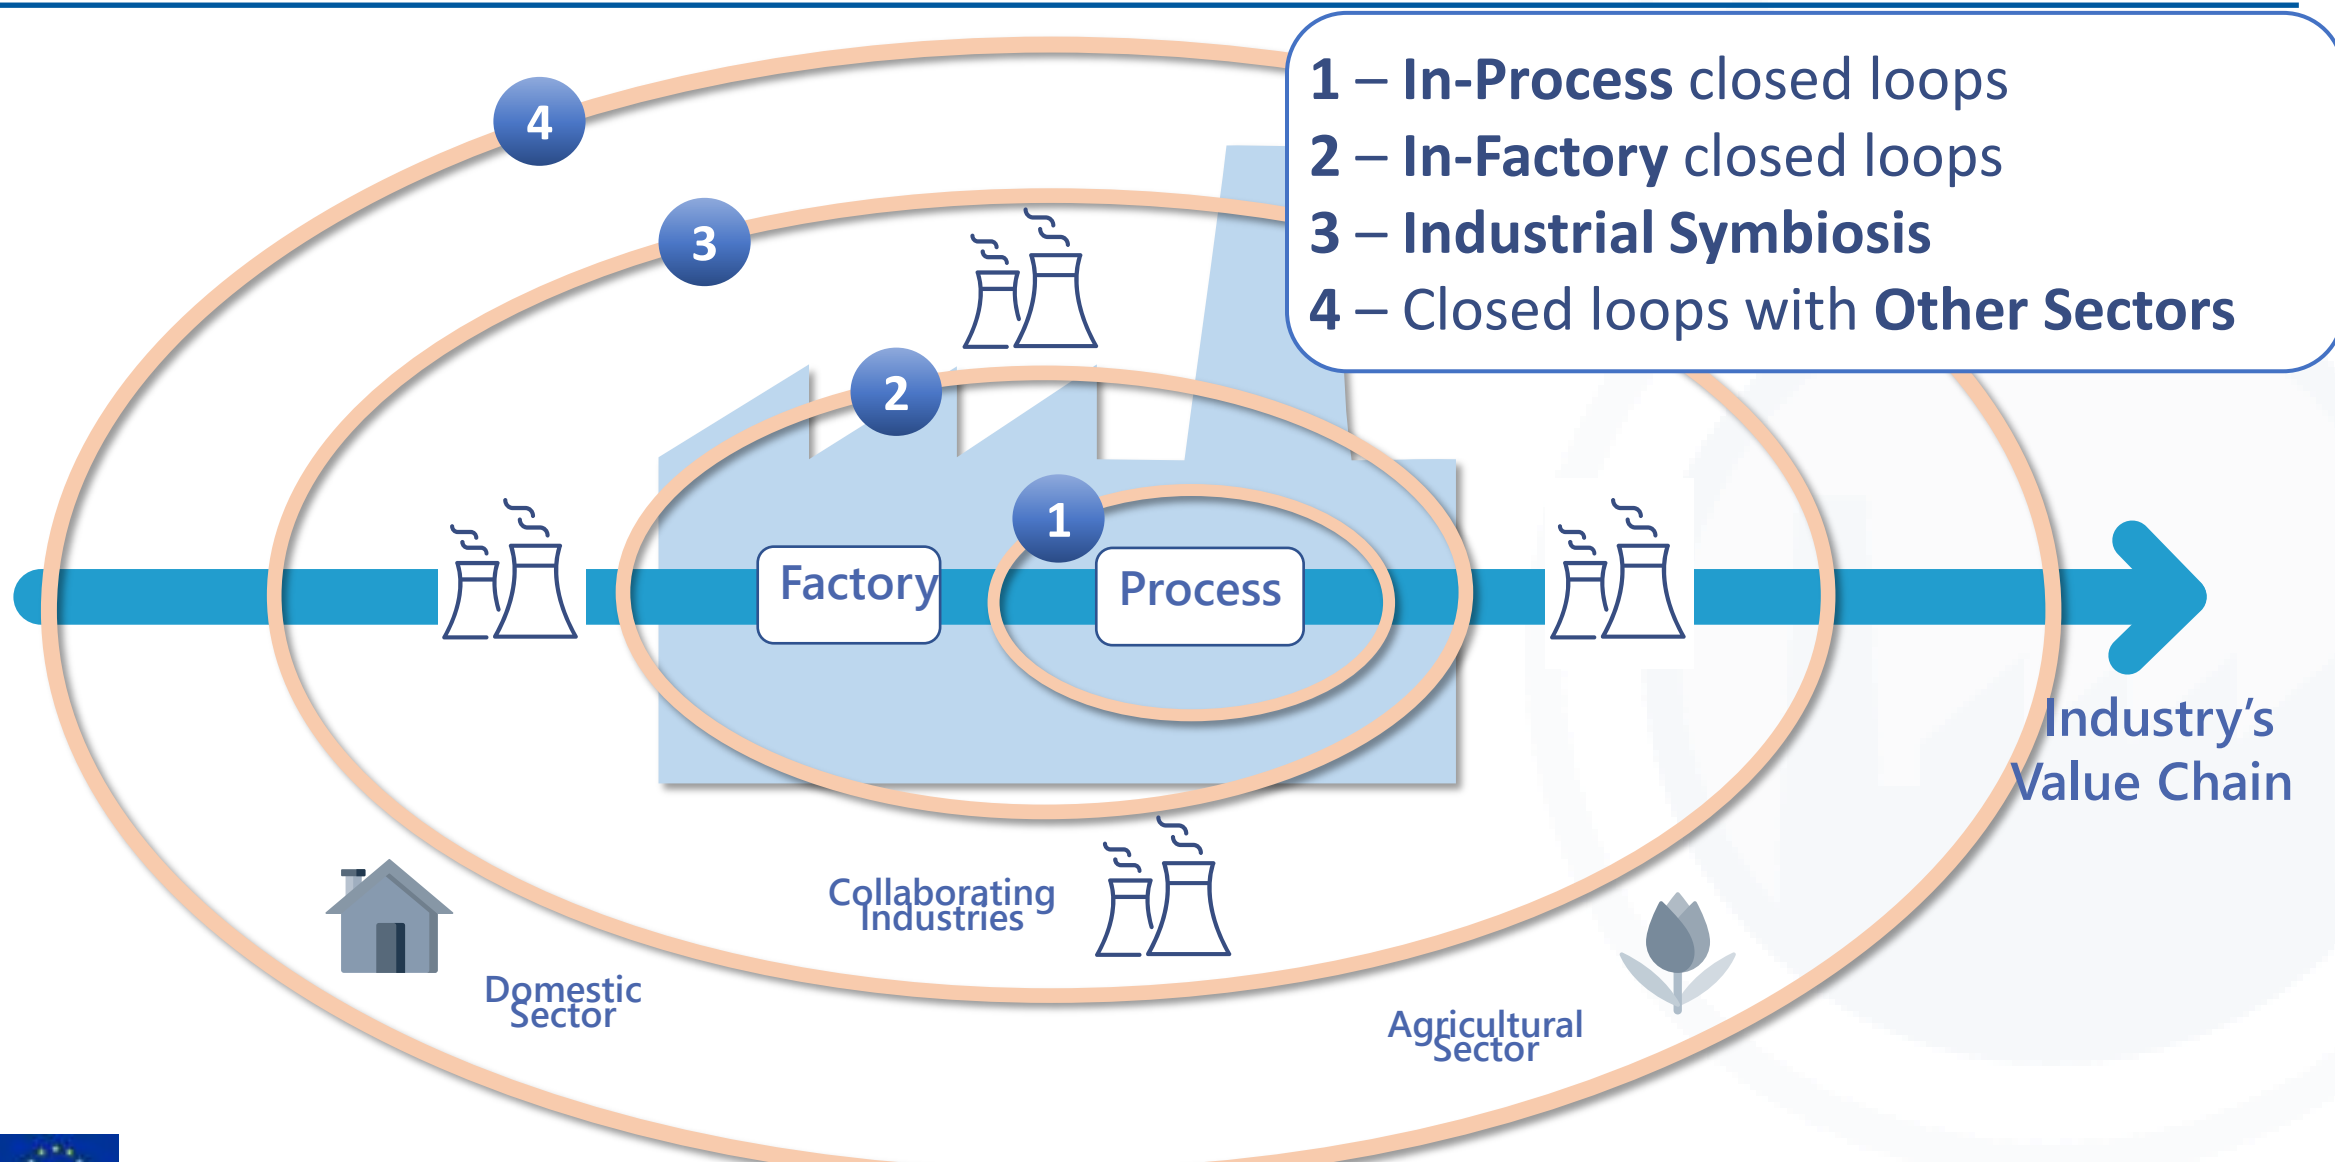 1 – In-Process closed loops
2 – In-Factory closed loops
3 – Industrial Symbiosis
4 – Closed loops with Other Sectors
4
3
2
1
Factory
Process
Industry’s
Value Chain
Collaborating
Industries
Domestic
Sector
Agricultural
Sector